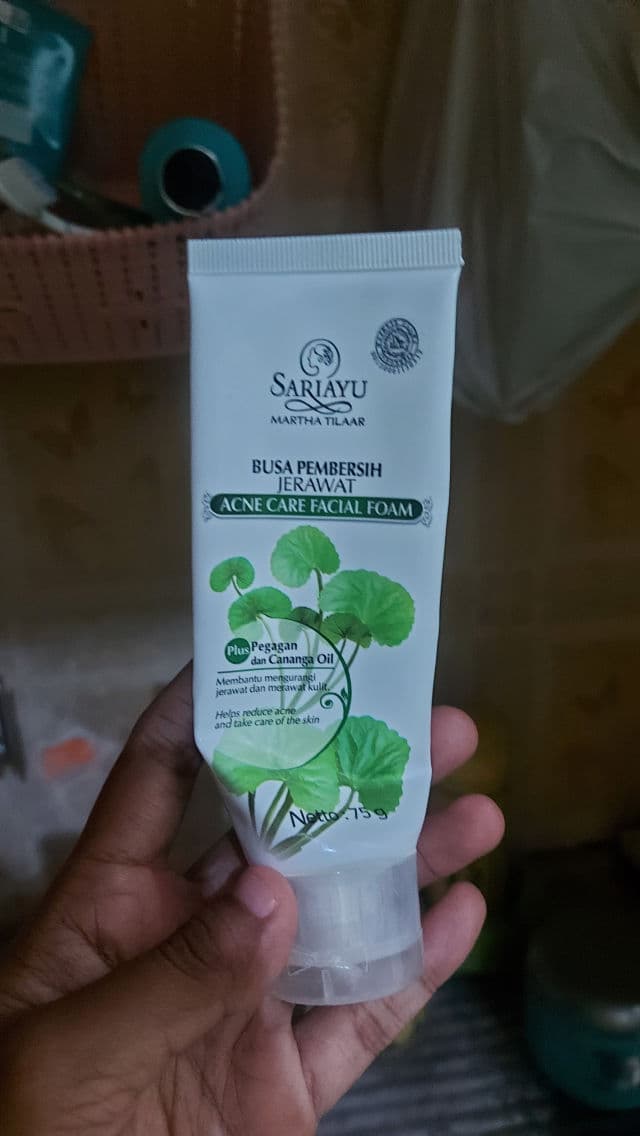 SARIAYU
MARTHA TILAAR
BUSA PEMBERSIH
JERAWAT
ACNE CARE FACIAL FOAM
Plus Pegagan
dan Cananga Oil
Membantu mengurangi
jerawat dan merawat kulit.
Helps reduce acne
and take care of the skin
Netto : 75 g